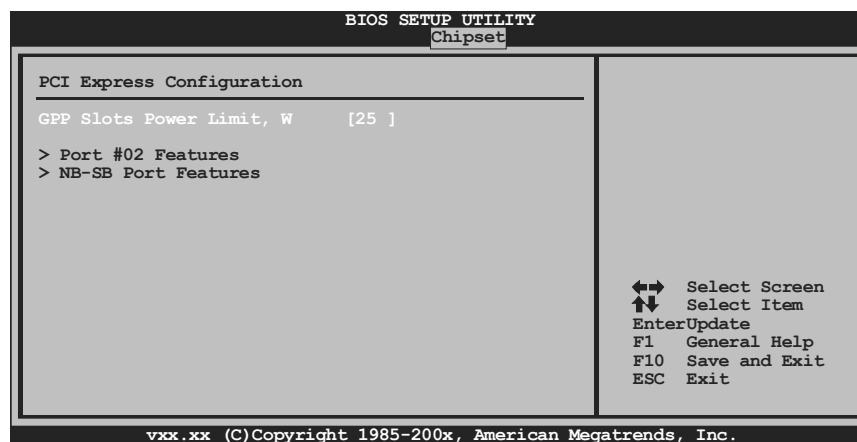 BIOS SETUP UTILITY
Chipset
PCI Express Configuration
GPP Slots Power Limit, W [25 ]
> Port #02 Features
> NB-SB Port Features
Select Screen
Select Item
EnterUpdate
F1 General Help
F10 Save and Exit
ESC Exit
vxx.xx (C)Copyright 1985-200x, American Megatrends, Inc.